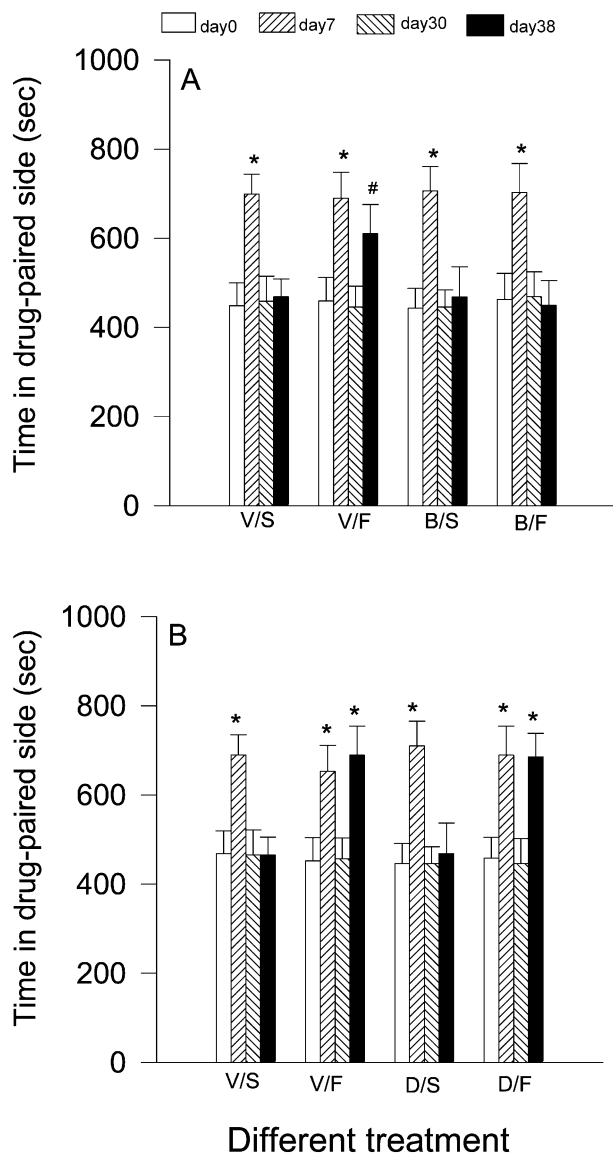 day0 day7 day30 day38
A
Time in drug-paired side (sec)
1000
800
600
400
200
0
* * # * *
V/S V/F B/S B/F
B
Time in drug-paired side (sec)
1000
800
600
400
200
0
* * * * * *
V/S V/F D/S D/F
Different treatment